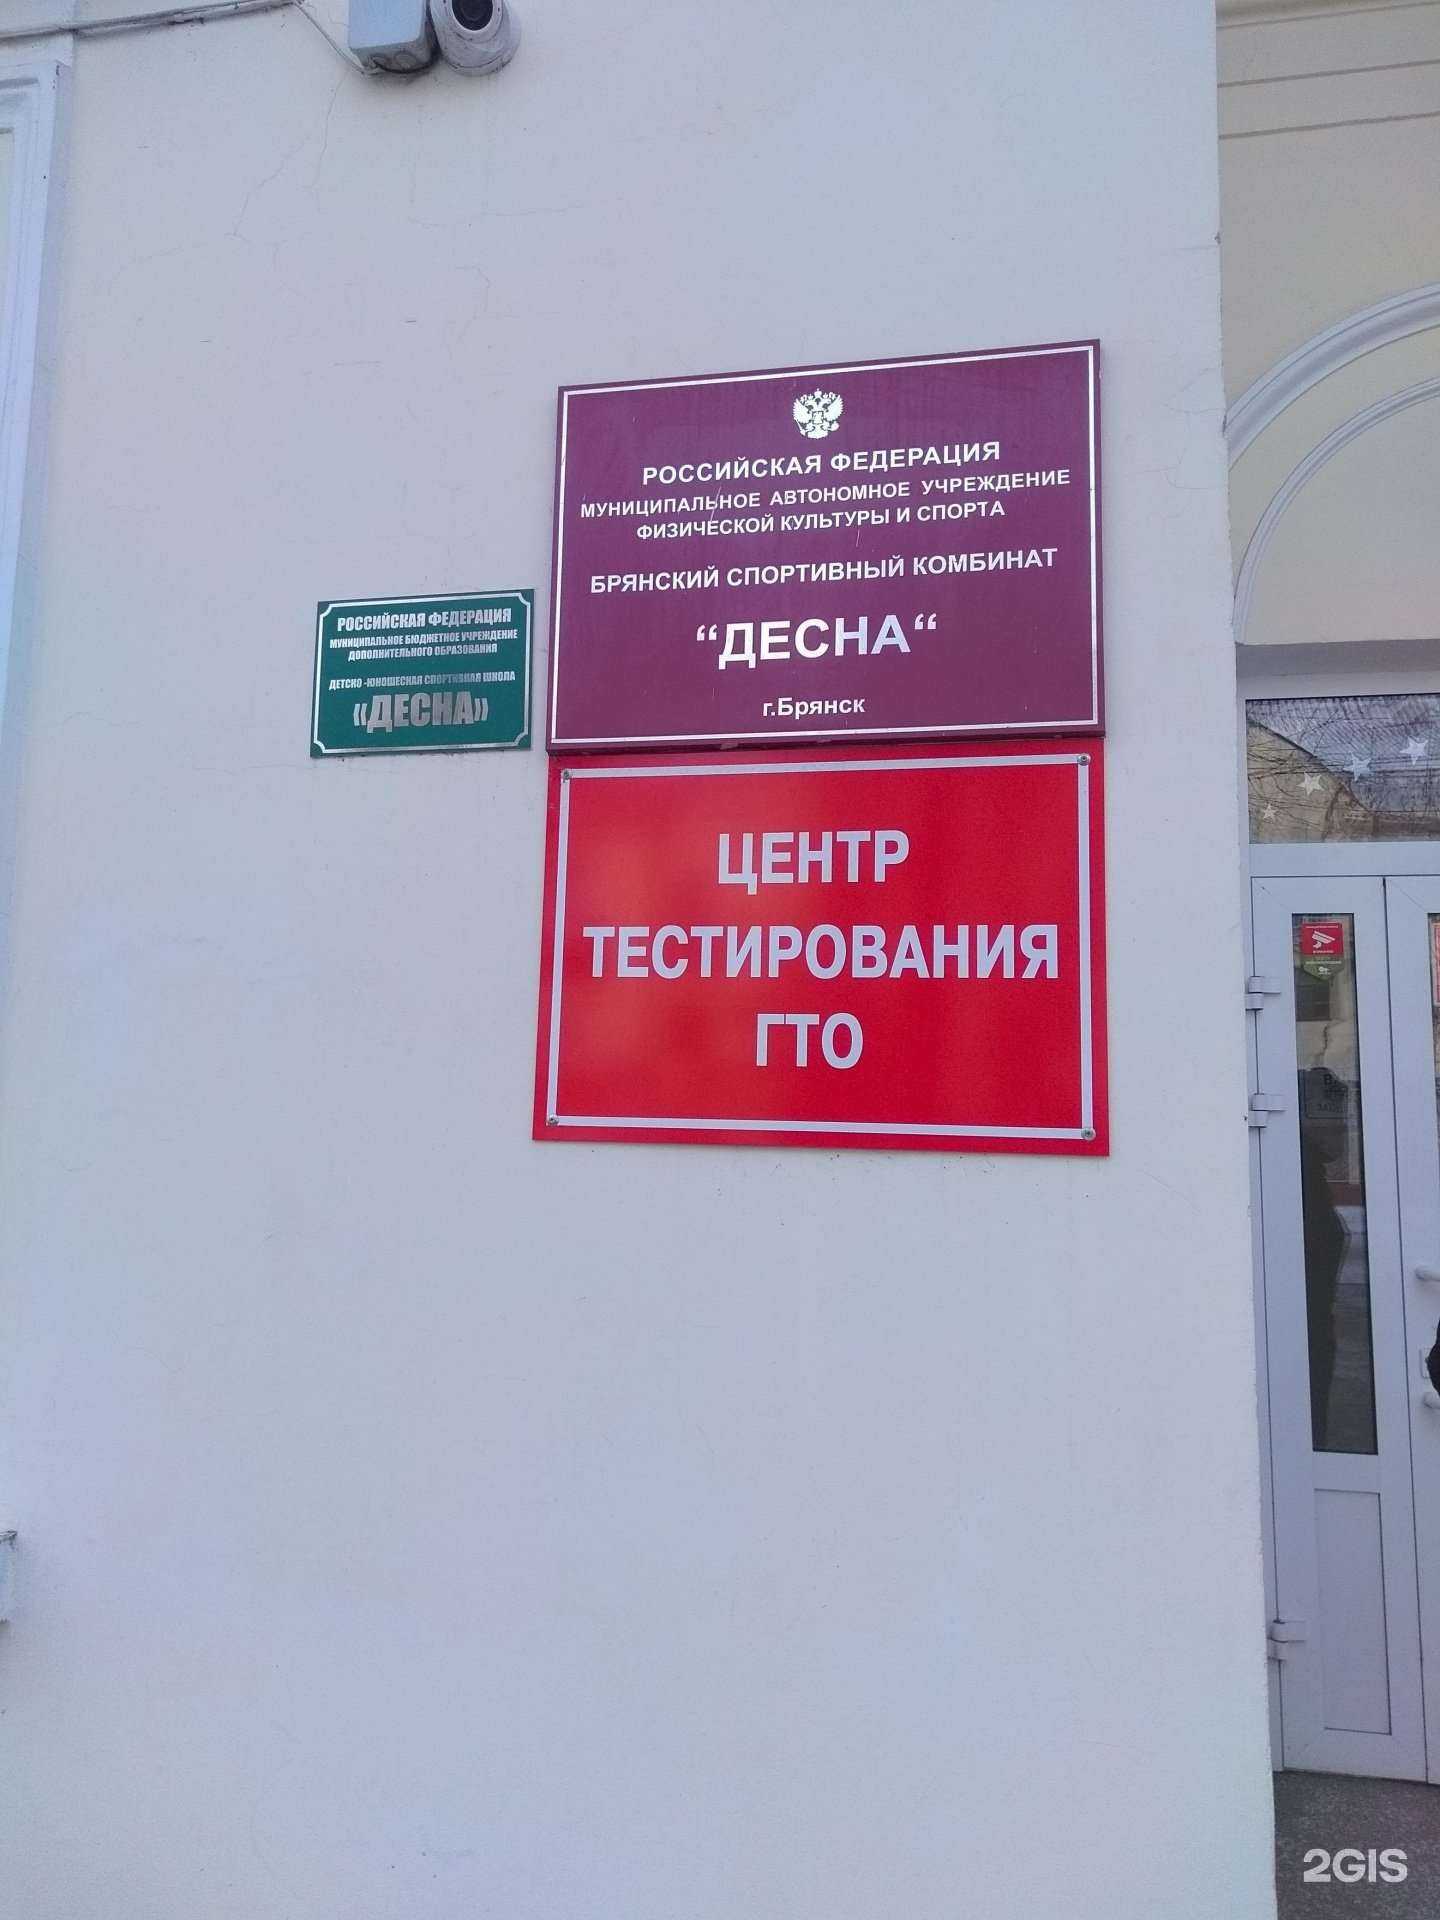 РОССИЙСКАЯ ФЕДЕРАЦИЯ
МУНИЦИПАЛЬНОЕ БЮДЖЕТНОЕ УЧРЕЖДЕНИЕ
ДОПОЛНИТЕЛЬНОГО ОБРАЗОВАНИЯ
ДЕТСКО -ЮНОШЕСКАЯ СПОРТИВНАЯ ШКОЛА
«ДЕСНА»
РОССИЙСКАЯ ФЕДЕРАЦИЯ
МУНИЦИПАЛЬНОЕ АВТОНОМНОЕ УЧРЕЖДЕНИЕ
ФИЗИЧЕСКОЙ КУЛЬТУРЫ И СПОРТА
БРЯНСКИЙ СПОРТИВНЫЙ КОМБИНАТ
“ДЕСНА“
г.Брянск
ЦЕНТР
ТЕСТИРОВАНИЯ
ГТО
2GIS